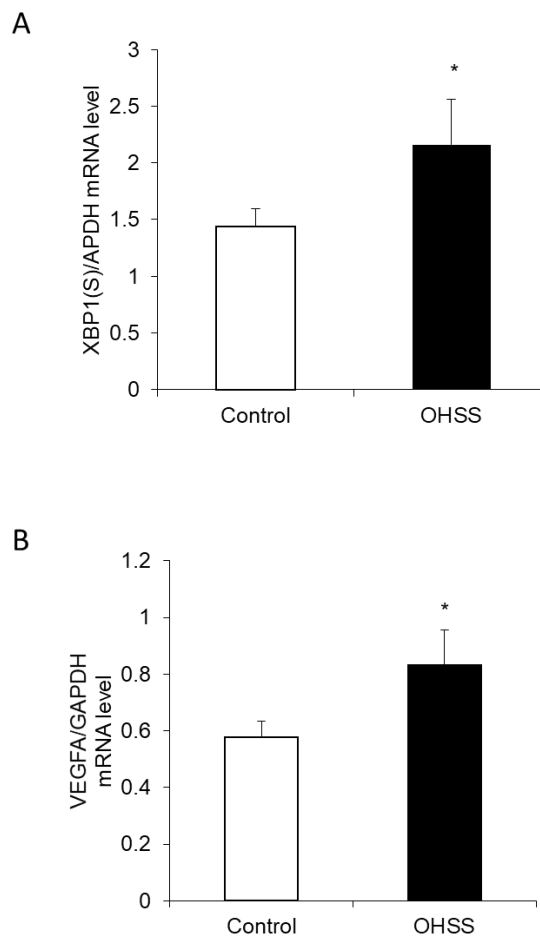 A
3
2.5
2
1.5
1
0.5
0
XBP1(S)/APDH mRNA level
*
Control
OHSS
B
1.2
1
0.8
0.6
0.4
0.2
0
VEGFA/GAPDH
mRNA level
*
Control
OHSS